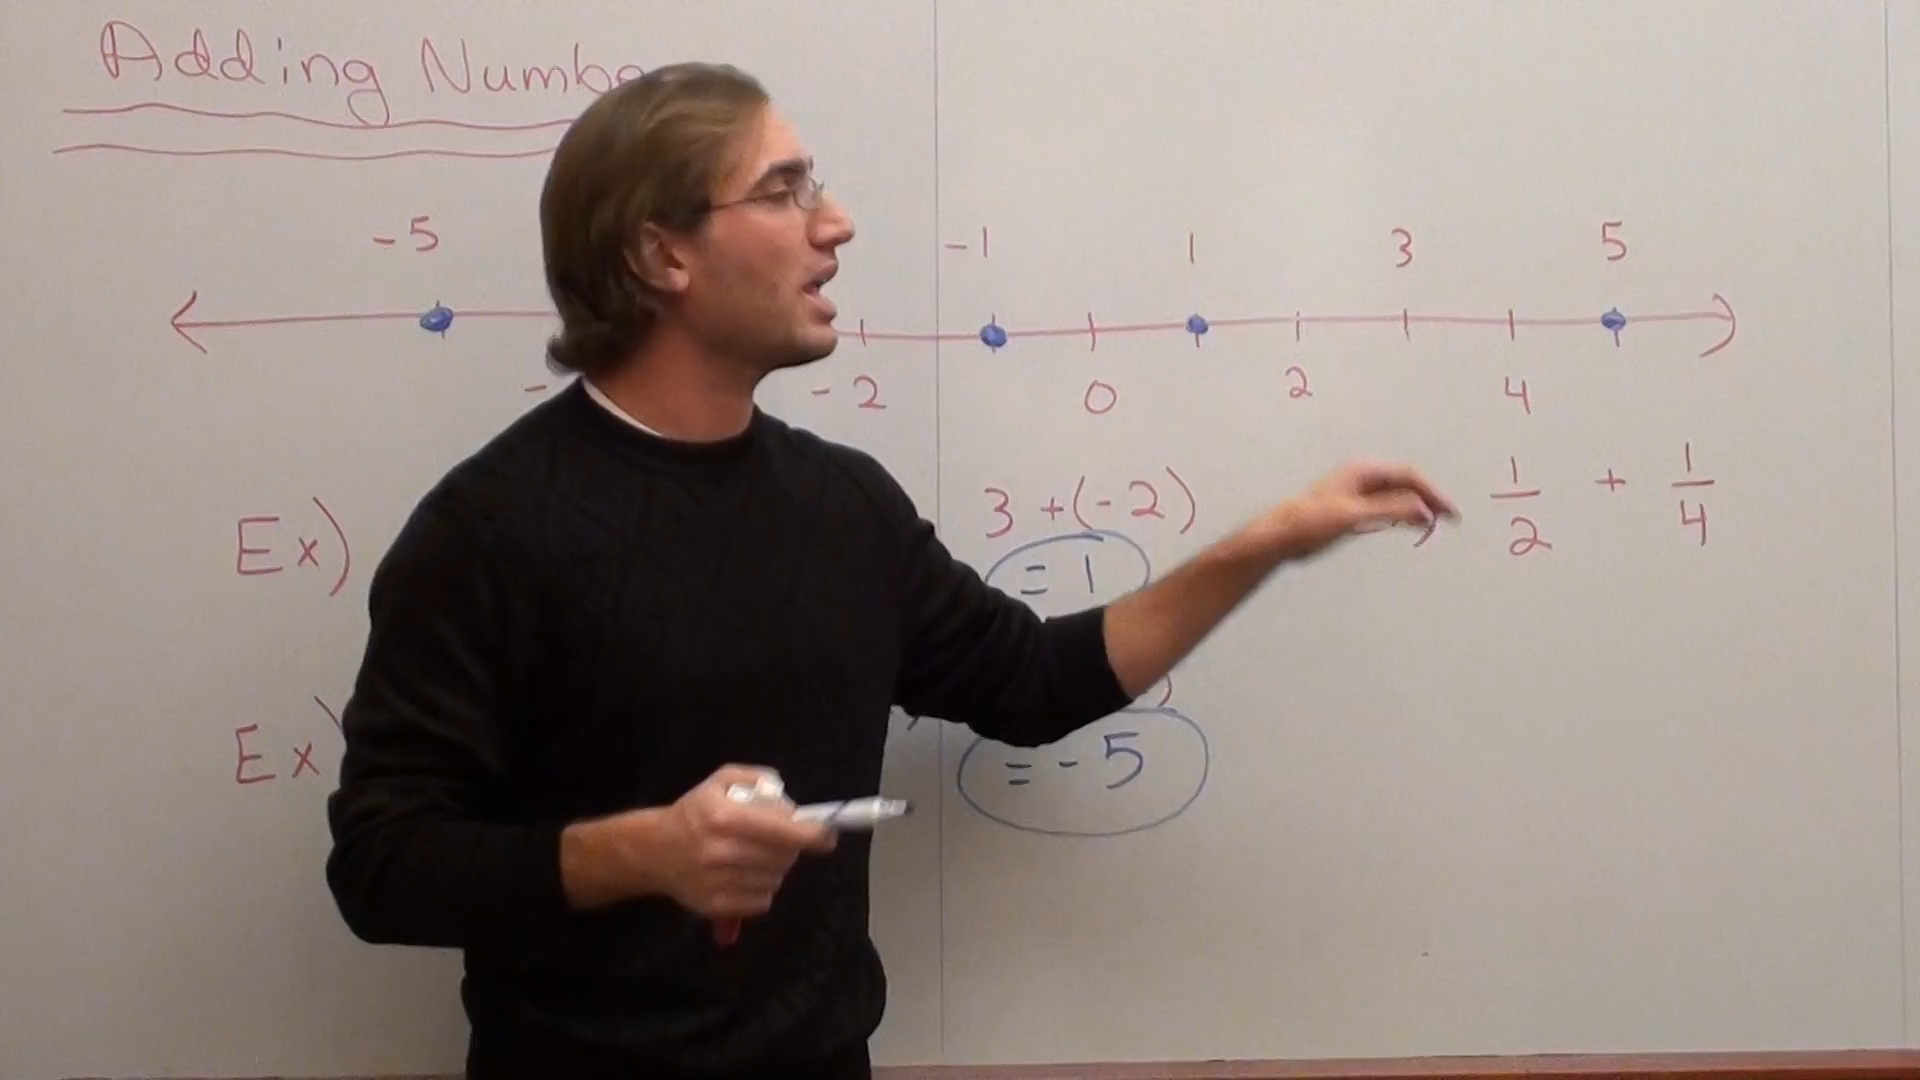 Adding Numbe
-5 -1 1 3 5
- -2 0 2 4
Ex) 3 +(-2) 1/2 + 1/4
= 1
Ex) )
= - 5